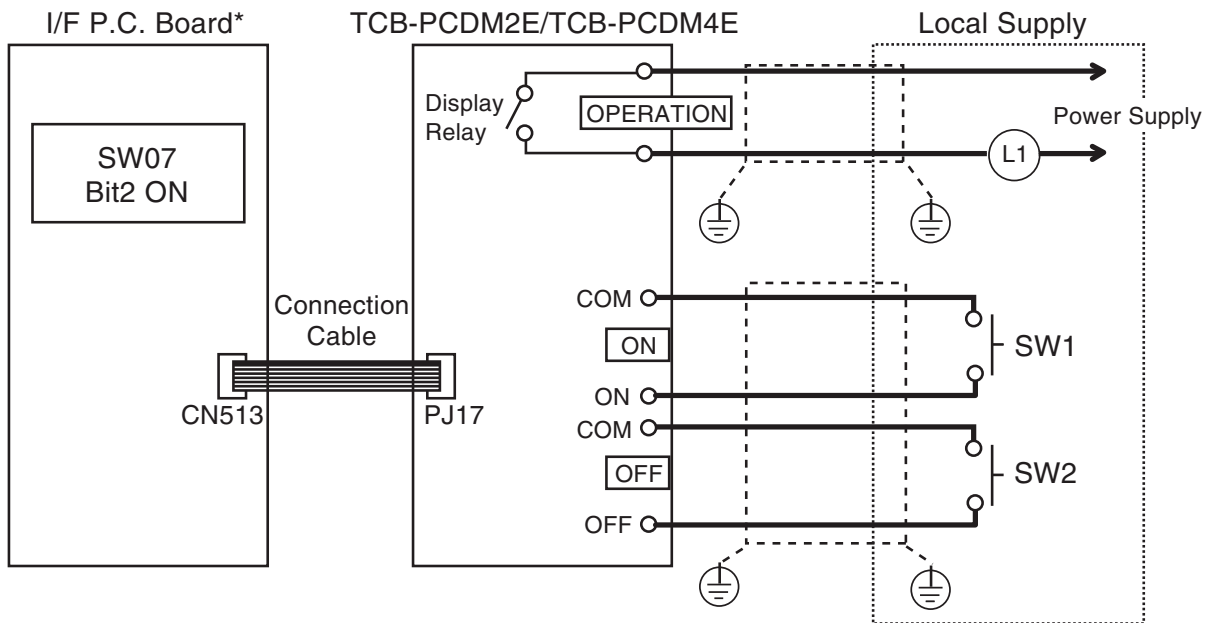 I/F P.C. Board*
TCB-PCDM2E/TCB-PCDM4E
Local Supply
SW07
Bit2 ON
Display
Relay
OPERATION
Power Supply
L1
Connection
Cable
CN513
PJ17
COM
ON
ON
SW1
COM
OFF
OFF
SW2